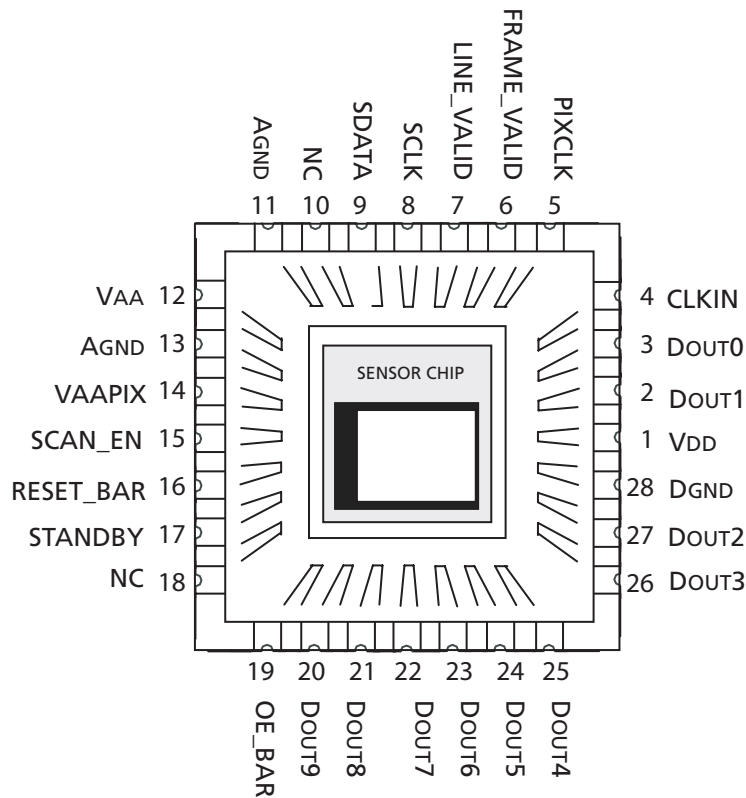 AGND
NC
SDATA
SCLK
LINE_VALID
FRAME_VALID
PIXCLK
11 10 9 8 7 6 5
VAA 12
AGND 13
VAAPIX 14
SCAN_EN 15
RESET_BAR 16
STANDBY 17
NC 18
SENSOR CHIP
4 CLKIN
3 DOUT0
2 DOUT1
1 VDD
28 DGND
27 DOUT2
26 DOUT3
19 20 21 22 23 24 25
OE_BAR
DOUT9
DOUT8
DOUT7
DOUT6
DOUT5
DOUT4